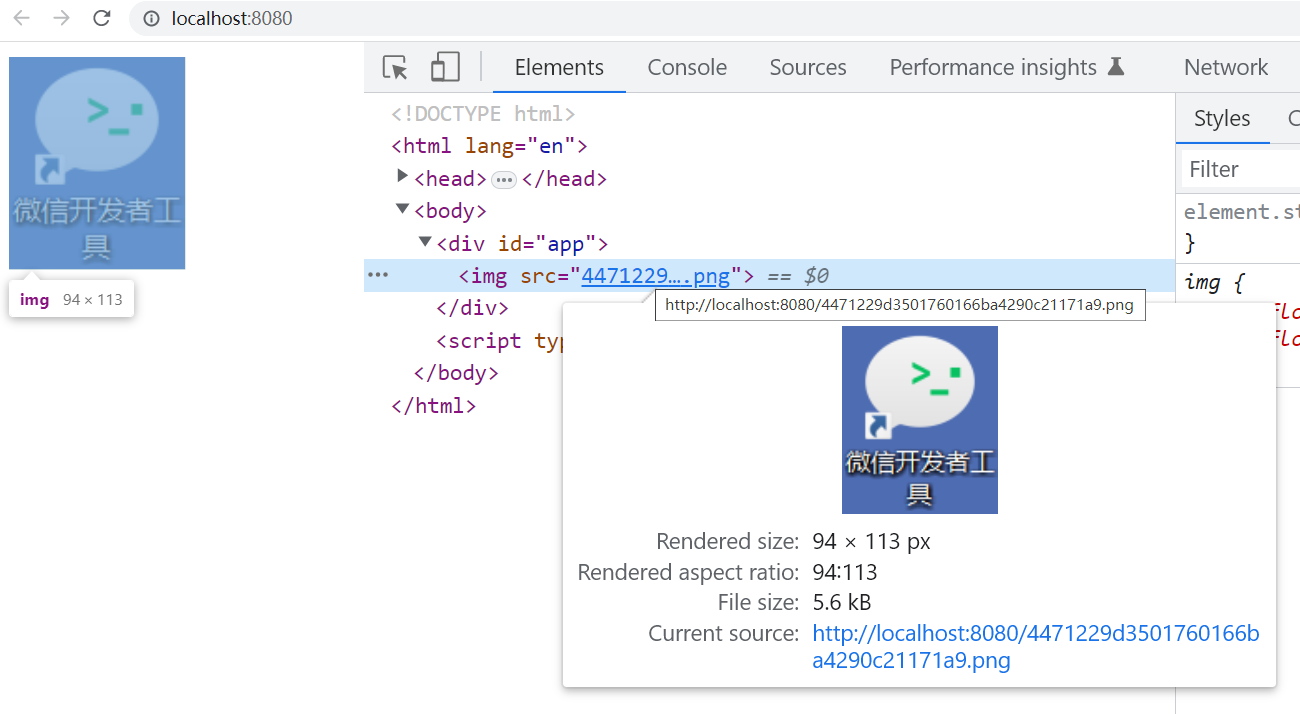 localhost:8080
微信开发者工
具
img 94 × 113
Elements Console Sources Performance insights Network
<!DOCTYPE html>
<html lang="en">
<head> ••• </head>
<body>
<div id="app">
••• <img src="4471229….png"> == $0
http://localhost:8080/4471229d3501760166ba4290c21171a9.png
</div>
<script typ
</body>
</html>
微信开发者工
具
Rendered size: 94 × 113 px
Rendered aspect ratio: 94∶113
File size: 5.6 kB
Current source: http://localhost:8080/4471229d3501760166b
a4290c21171a9.png
Styles C
Filter
element.st
}
img {